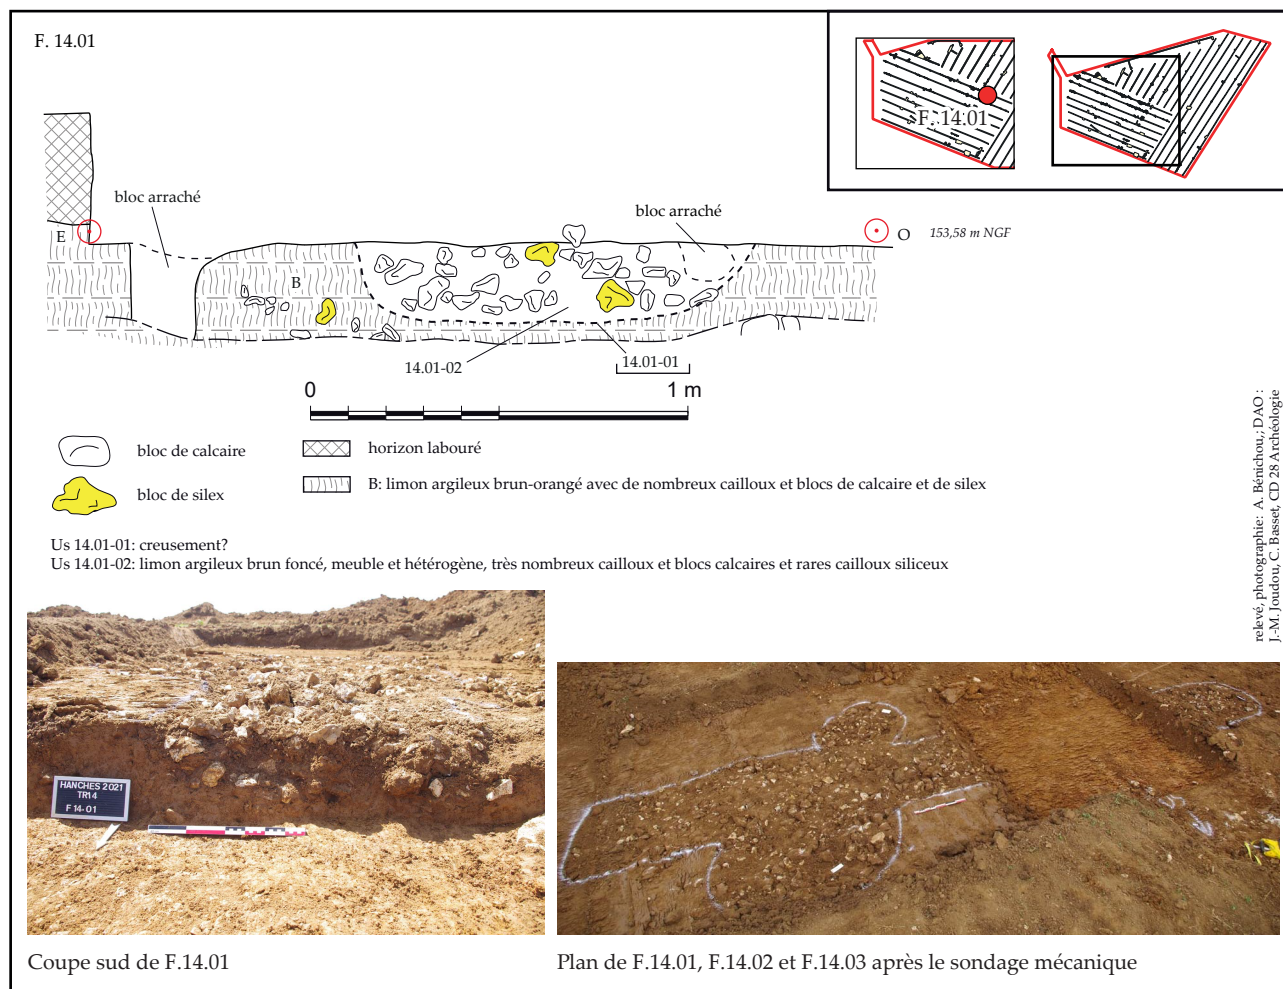 F. 14.01
F. 14.01
bloc arraché
bloc arraché
E
O
153,58 m NGF
B
14.01-02
14.01-01
0
1 m
bloc de calcaire
horizon labouré
bloc de silex
B: limon argileux brun-orangé avec de nombreux cailloux et blocs de calcaire et de silex
Us 14.01-01: creusement?
Us 14.01-02: limon argileux brun foncé, meuble et hétérogène, très nombreux cailloux et blocs calcaires et rares cailloux siliceux
relevé, photographie: A. Bénichou,; DAO :
J.-M. Joudou, C. Basset, CD 28 Archéologie
HANCHES 2021
TR14
F 14-01
Coupe sud de F.14.01
Plan de F.14.01, F.14.02 et F.14.03 après le sondage mécanique